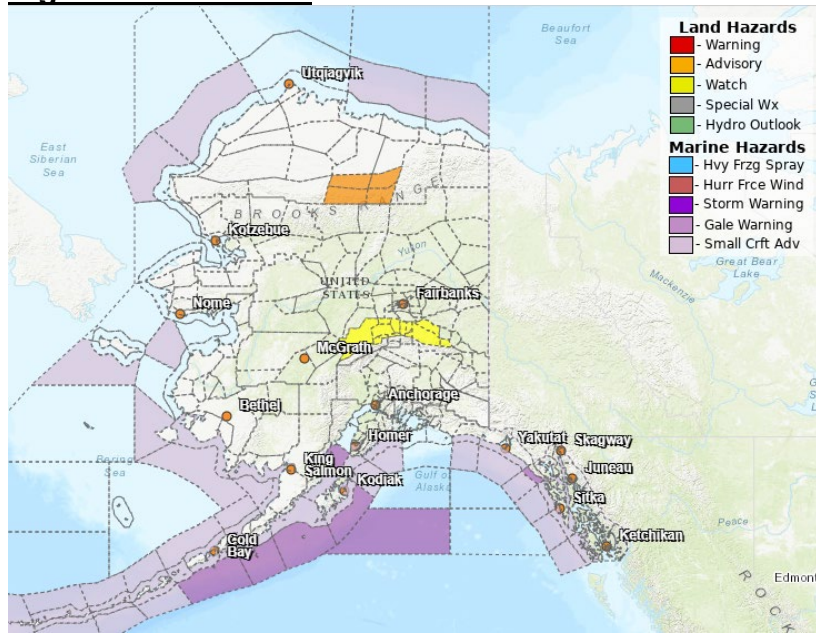 Beaufort
Sea
Land Hazards
- Warning
- Advisory
- Watch
- Special Wx
- Hydro Outlook
Marine Hazards
- Hvy Frzg Spray
- Hurr Frce Wind
- Storm Warning
- Gale Warning
- Small Crft Adv
Utqiagvik
East
Siberian
Sea
BROOKS RANGE
Kotzebue
Yukon
Great Bear
Lake
Mackenzie
UNITED
STATES
Fairbanks
Nome
McGrath
Anchorage
Bethel
Homer
Yakutat
Skagway
Bering
Sea
King
Salmon
Kodiak
Gulf of
Alaska
Juneau
Sitka
Peace
Ketchikan
Cold
Bay
Edmont
ROCK